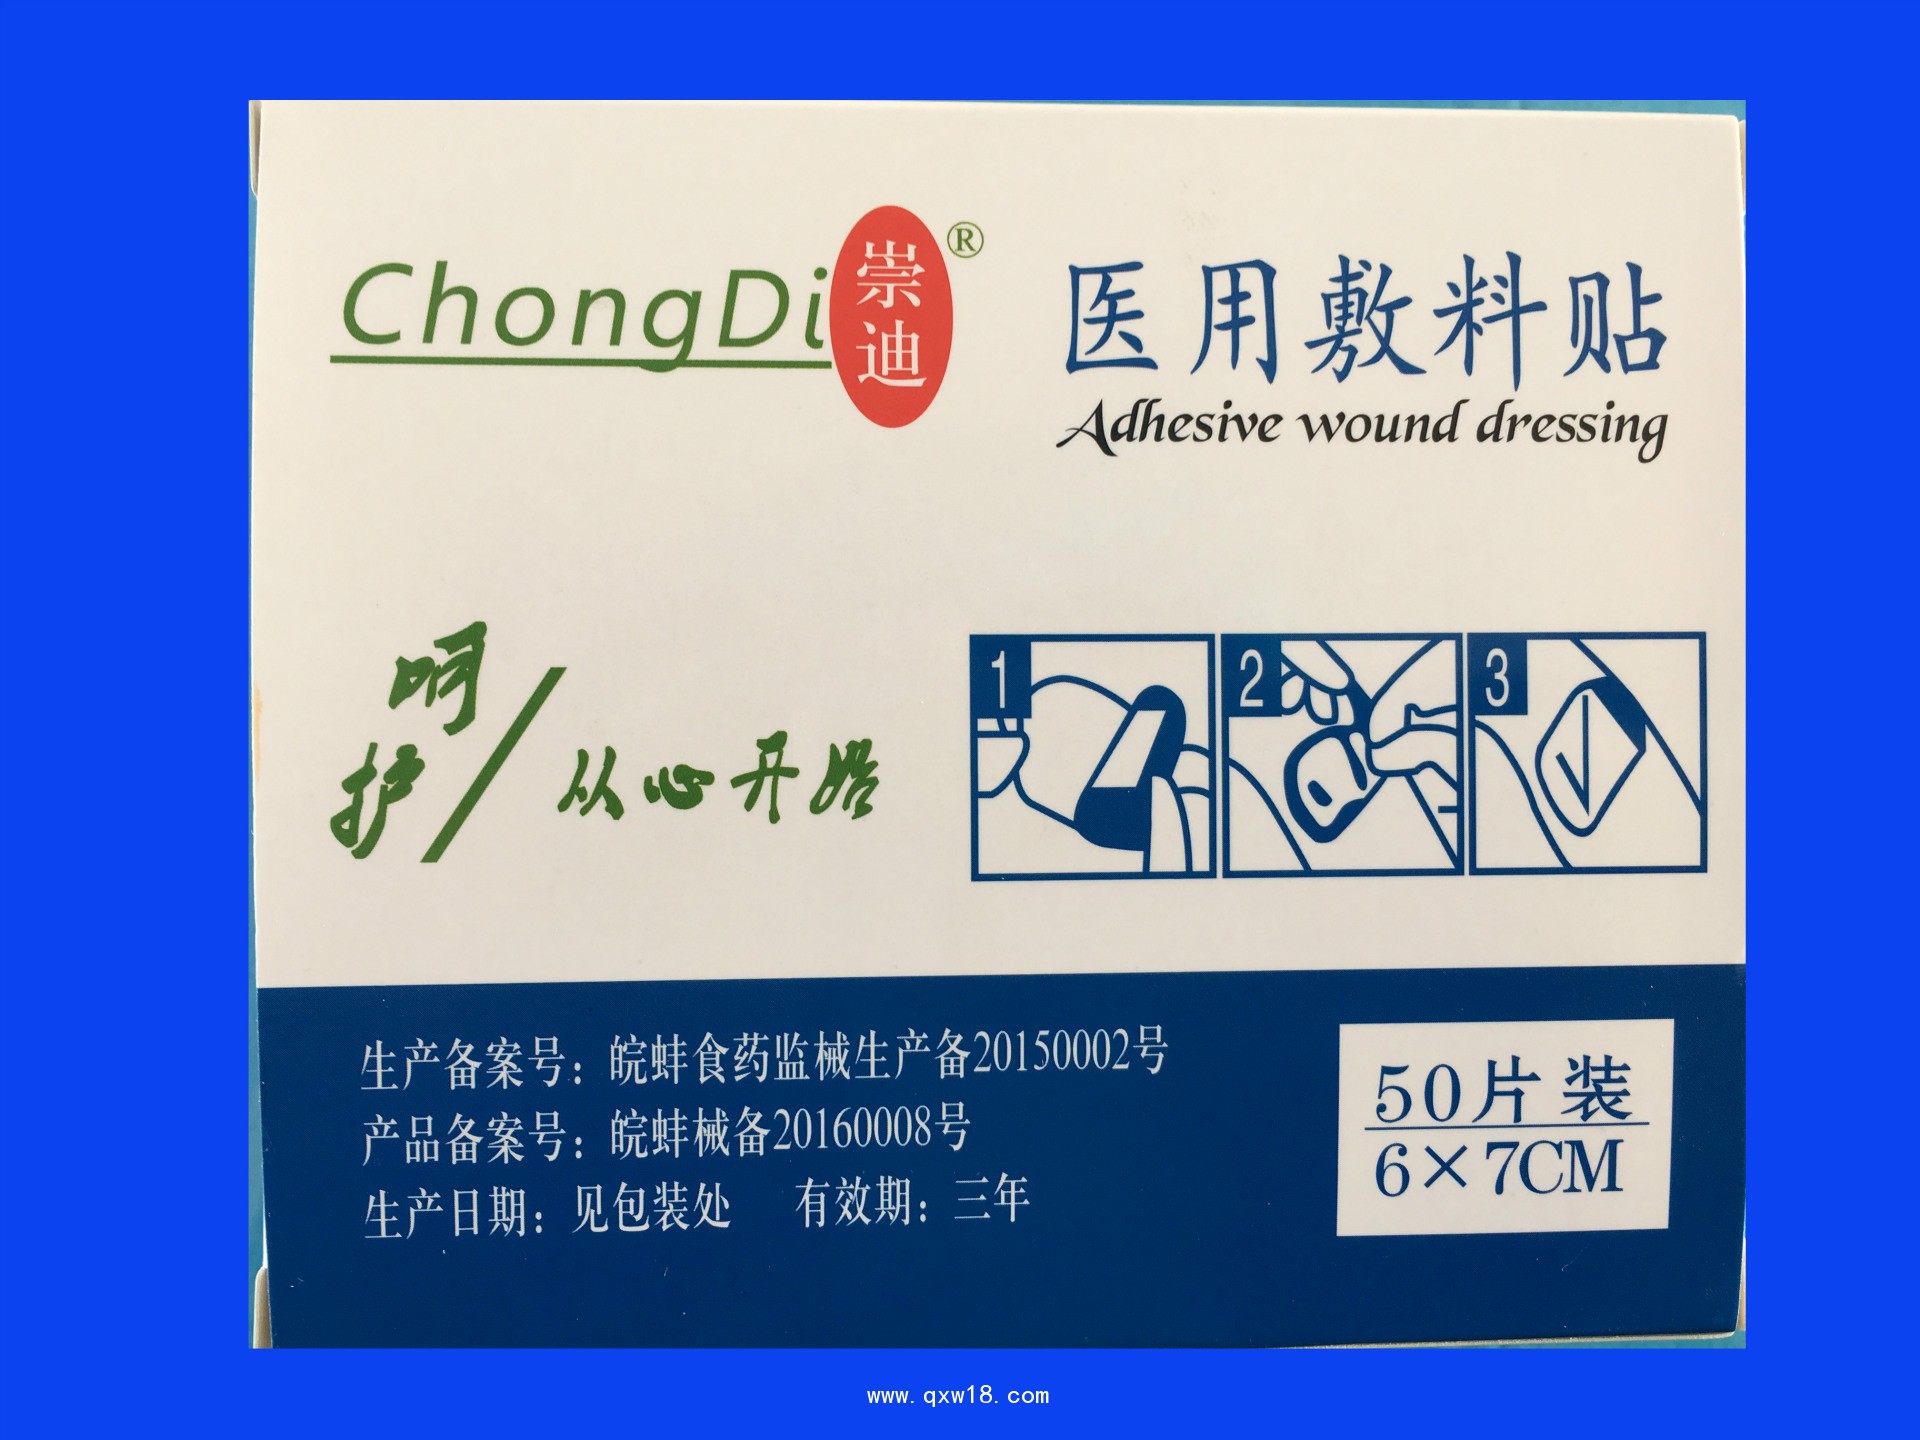 ChongDi 崇迪®
医用敷料贴
Adhesive wound dressing
呵护/从心开始
1 2 3
生产备案号：皖蚌食药监械生产备20150002号
产品备案号：皖蚌械备20160008号
生产日期：见包装处 有效期：三年
50片装
6×7CM
www.qxw18.com